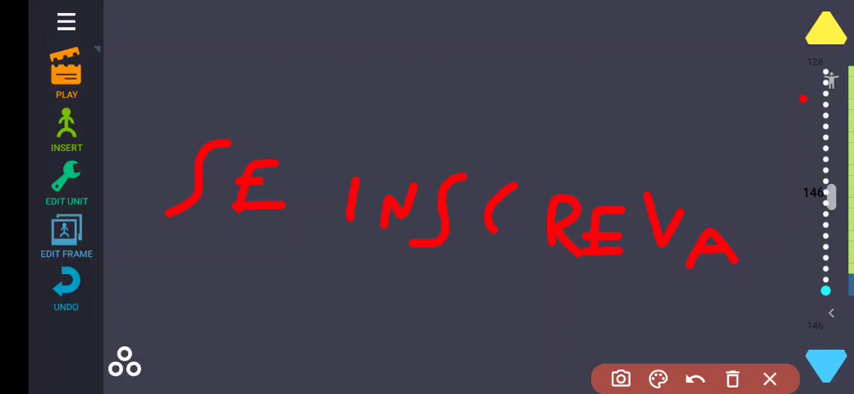 PLAY
INSERT
EDIT UNIT
EDIT FRAME
UNDO
SE INSCREVA
126
146
146